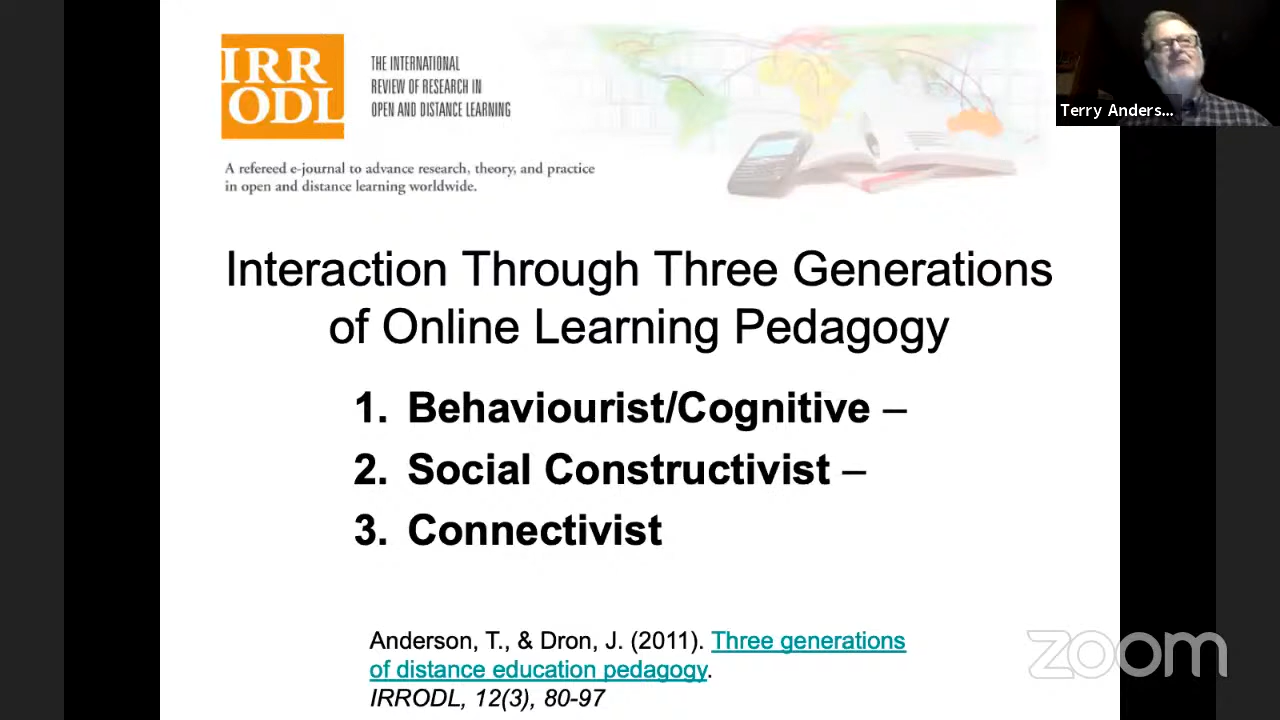 IRR
ODL
THE INTERNATIONAL
REVIEW OF RESEARCH IN
OPEN AND DISTANCE LEARNING
Terry Anders...
A refereed e-journal to advance research, theory, and practice
in open and distance learning worldwide.
Interaction Through Three Generations
of Online Learning Pedagogy
1. Behaviourist/Cognitive –
2. Social Constructivist –
3. Connectivist
Anderson, T., & Dron, J. (2011). Three generations
of distance education pedagogy.
IRRODL, 12(3), 80-97
zoom